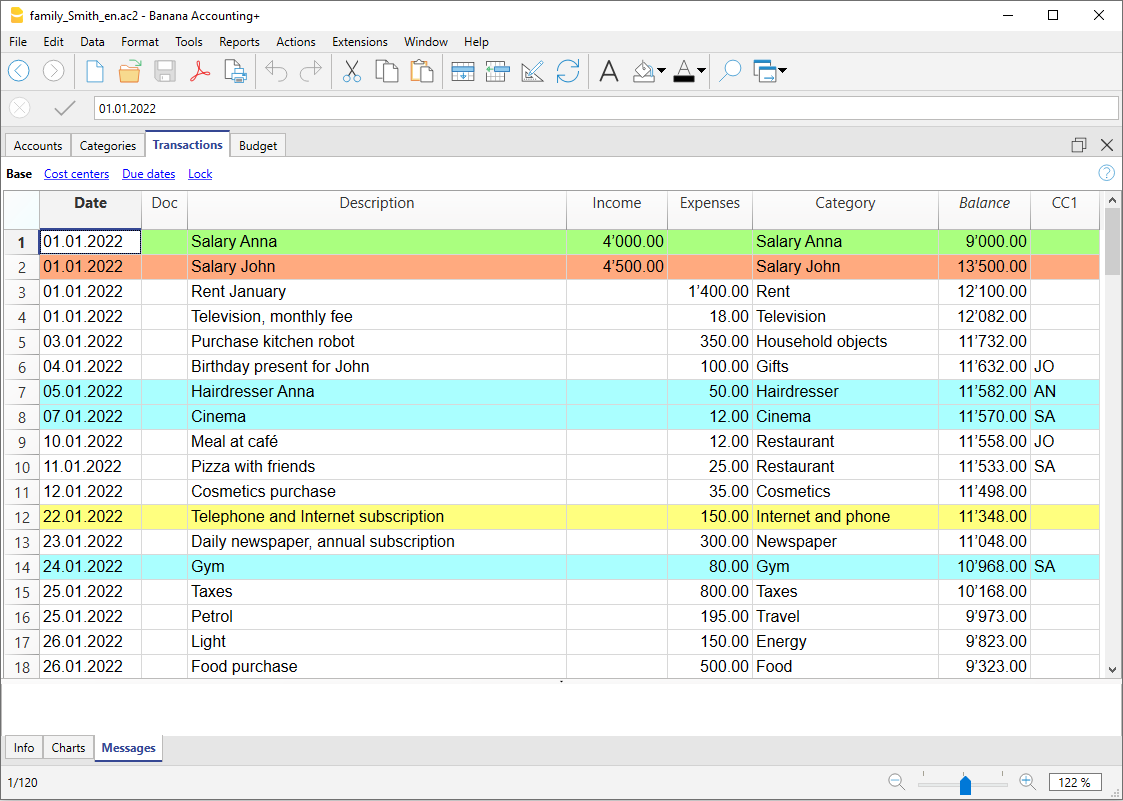 family_Smith_en.ac2 - Banana Accounting+
File Edit Data Format Tools Reports Actions Extensions Window Help
01.01.2022
Accounts Categories Transactions Budget
Base Cost centers Due dates Lock
Date Doc Description Income Expenses Category Balance CC1
1 01.01.2022 Salary Anna 4’000.00 Salary Anna 9’000.00
2 01.01.2022 Salary John 4’500.00 Salary John 13’500.00
3 01.01.2022 Rent January 1’400.00 Rent 12’100.00
4 01.01.2022 Television, monthly fee 18.00 Television 12’082.00
5 03.01.2022 Purchase kitchen robot 350.00 Household objects 11’732.00
6 04.01.2022 Birthday present for John 100.00 Gifts 11’632.00 JO
7 05.01.2022 Hairdresser Anna 50.00 Hairdresser 11’582.00 AN
8 07.01.2022 Cinema 12.00 Cinema 11’570.00 SA
9 10.01.2022 Meal at café 12.00 Restaurant 11’558.00 JO
10 11.01.2022 Pizza with friends 25.00 Restaurant 11’533.00 SA
11 12.01.2022 Cosmetics purchase 35.00 Cosmetics 11’498.00
12 22.01.2022 Telephone and Internet subscription 150.00 Internet and phone 11’348.00
13 23.01.2022 Daily newspaper, annual subscription 300.00 Newspaper 11’048.00
14 24.01.2022 Gym 80.00 Gym 10’968.00 SA
15 25.01.2022 Taxes 800.00 Taxes 10’168.00
16 25.01.2022 Petrol 195.00 Travel 9’973.00
17 26.01.2022 Light 150.00 Energy 9’823.00
18 26.01.2022 Food purchase 500.00 Food 9’323.00
Info Charts Messages
1/120 122 %